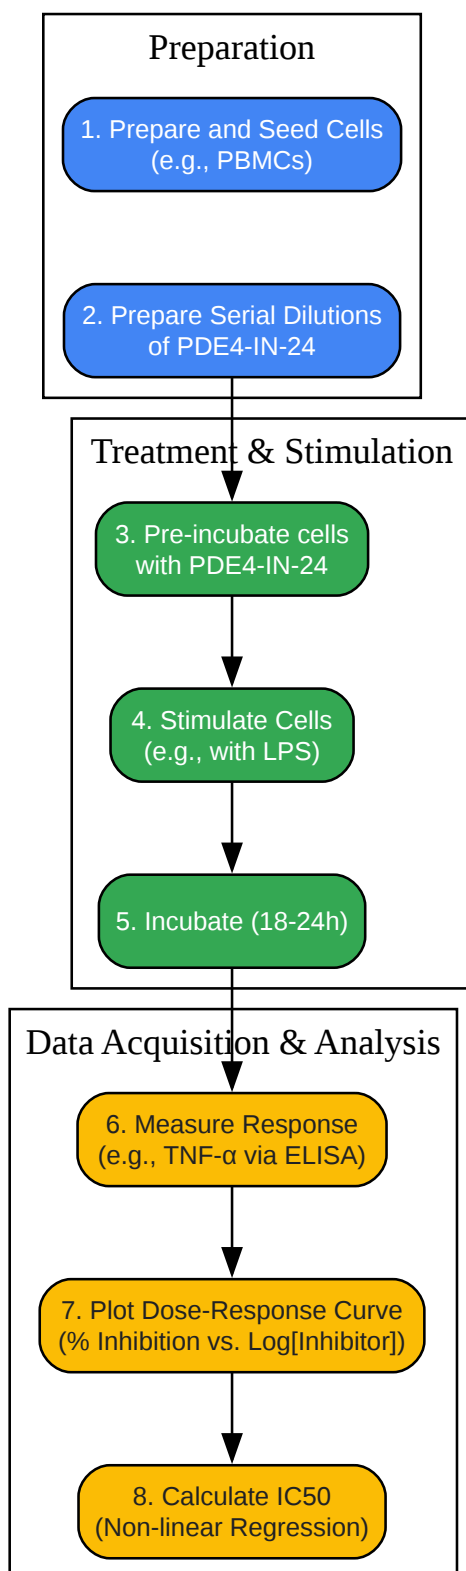 Preparation
1. Prepare and Seed Cells
(e.g., PBMCs)
2. Prepare Serial Dilutions
of PDE4-IN-24
Treatment & Stimulation
3. Pre-incubate cells
with PDE4-IN-24
4. Stimulate Cells
(e.g., with LPS)
5. Incubate (18-24h)
Data Acquisition & Analysis
6. Measure Response
(e.g., TNF-α via ELISA)
7. Plot Dose-Response Curve
(% Inhibition vs. Log[Inhibitor])
8. Calculate IC50
(Non-linear Regression)